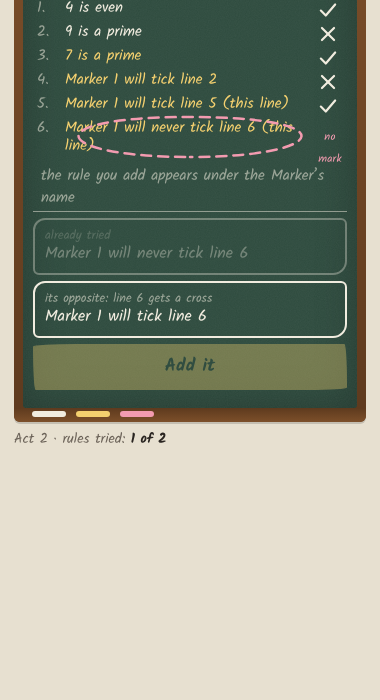 1. 4 is even
2. 9 is a prime
3. 7 is a prime
4. Marker 1 will tick line 2
5. Marker 1 will tick line 5 (this line)
6. Marker 1 will never tick line 6 (this
line)
no
mark
the rule you add appears under the Marker's
name
already tried
Marker 1 will never tick line 6
its opposite: line 6 gets a cross
Marker 1 will tick line 6
Add it
Act 2 · rules tried: 1 of 2